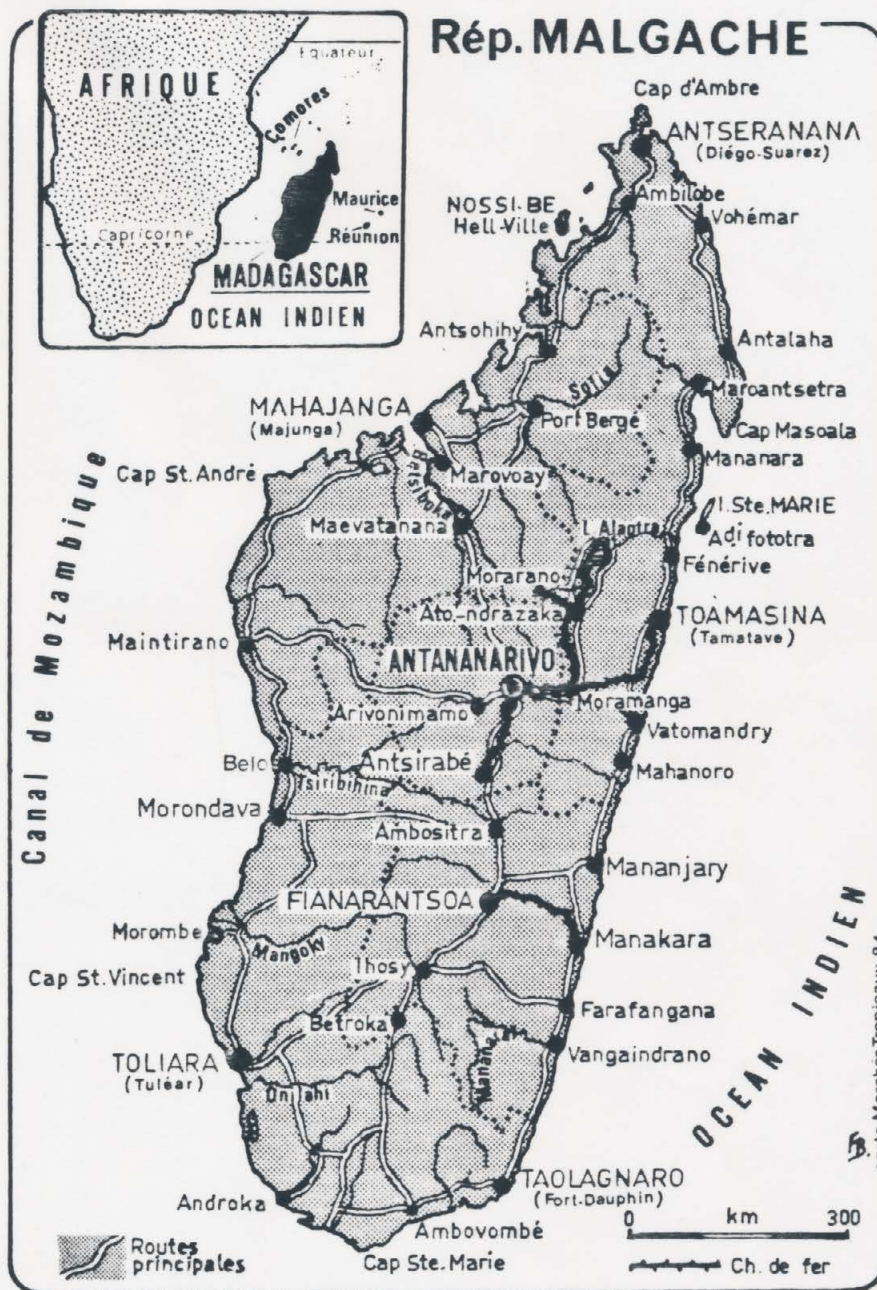 Rép. MALGACHE
Equateur
AFRIQUE
Comores
Maurice
Réunion
Capricorne
MADAGASCAR
OCEAN INDIEN
Cap d'Ambre
ANTSERANANA
(Diégo-Suarez)
Ambilobe
NOSSI-BE
Hell-Ville
Vohémar
Antsohihy
Antalaha
Sofia
Maroantsetra
MAHAJANGA
(Majunga)
Port Bergé
Cap Masoala
Cap St. André
Betsiboka
Marovoay
Mananara
I. Ste. MARIE
Adifototra
Maevatanana
L. Alaotra
Fénérive
Morarano
Ato.-ndrazaka
TOAMASINA
(Tamatave)
Canal de Mozambique
Maintirano
ANTANANARIVO
Moramanga
Arivonimamo
Vatomandry
Belo
Antsirabé
Mahanoro
Tsiribihina
Morondava
Ambositra
Mananjary
FIANARANTSOA
Morombe
Mangoky
Manakara
Cap St. Vincent
Ihosy
Farafangana
Betroka
Vangaindrano
TOLIARA
(Tuléar)
Onilahi
OCEAN INDIEN
FB.
TAOLAGNARO
(Fort-Dauphin)
Androka
Ambovombé
0 km 300
Routes
principales
Cap Ste. Marie
Ch. de fer